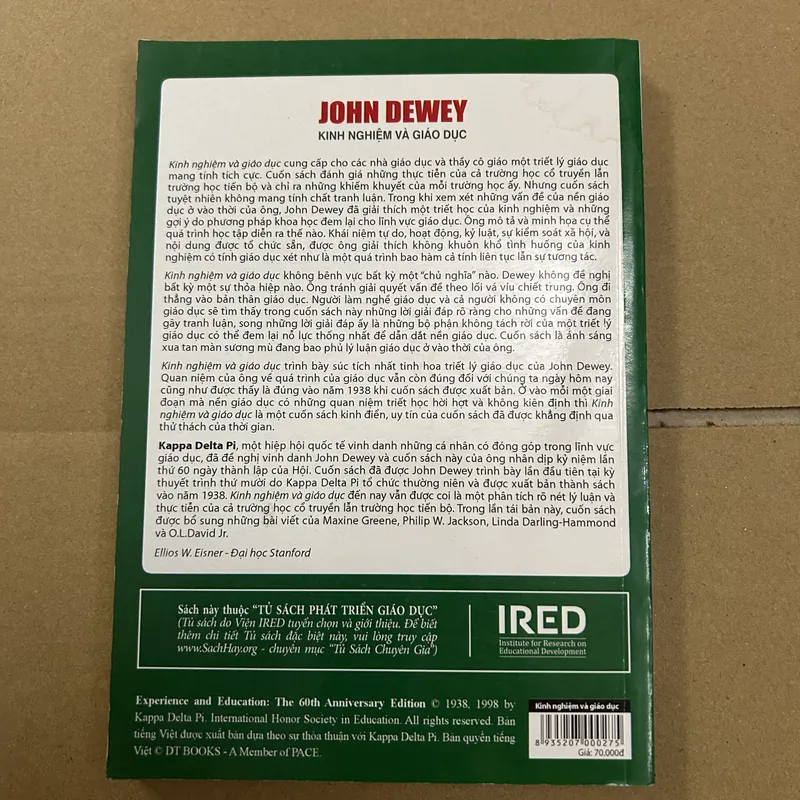 JOHN DEWEY
KINH NGHIỆM VÀ GIÁO DỤC
Kinh nghiệm và giáo dục cung cấp cho các nhà giáo dục và thầy cô giáo một triết lý giáo dục
mang tính tích cực. Cuốn sách đánh giá những thực tiễn của cả trường học cổ truyền lẫn
trường học tiến bộ và chỉ ra những khiếm khuyết của mỗi trường học ấy. Nhưng cuốn sách
tuyệt nhiên không mang tính chất tranh luận. Trong khi xem xét những vấn đề của nền giáo
dục ở vào thời của ông, John Dewey đã giải thích một triết học của kinh nghiệm và những
gợi ý do phương pháp khoa học đem lại cho lĩnh vực giáo dục. Ông mô tả và minh họa cụ thể
quá trình học tập diễn ra thế nào. Khái niệm tự do, hoạt động, kỷ luật, sự kiểm soát xã hội, và
nội dung được tổ chức sẵn, được ông giải thích không khuôn khổ tình huống của kinh
nghiệm có tính giáo dục xét như là một quá trình bao hàm cả tính liên tục lẫn sự tương tác.
Kinh nghiệm và giáo dục không bênh vực bất kỳ một "chủ nghĩa" nào. Dewey không đề nghị
bất kỳ một sự thỏa hiệp nào. Ông tránh giải quyết vấn đề theo lối vá víu chiết trung. Ông đi
thẳng vào bản thân giáo dục. Người làm nghề giáo dục và cả người không có chuyên môn
giáo dục sẽ tìm thấy trong cuốn sách này những lời giải đáp rõ ràng cho những vấn đề đang
gây tranh luận, song những lời giải đáp ấy là những bộ phận không tách rời của một triết lý
giáo dục có thể đem lại nỗ lực thống nhất để dẫn dắt nền giáo dục. Cuốn sách là ánh sáng
xua tan màn sương mù đang bao phủ lý luận giáo dục ở vào thời của ông.
Kinh nghiệm và giáo dục trình bày súc tích nhất tinh hoa triết lý giáo dục của John Dewey.
Quan niệm của ông về quá trình của giáo dục vẫn còn đúng đối với chúng ta ngày hôm nay
cũng như được thấy là đúng vào năm 1938 khi cuốn sách được xuất bản. Ở vào mỗi một giai
đoạn mà nền giáo dục có những quan niệm triết học hời hợt và không kiên định thì Kinh
nghiệm và giáo dục là một cuốn sách kinh điển, uy tín của cuốn sách đã được khẳng định qua
thử thách của thời gian.
Kappa Delta Pi, một hiệp hội quốc tế vinh danh những cá nhân có đóng góp trong lĩnh vực
giáo dục, đã đề nghị vinh danh John Dewey và cuốn sách này của ông nhân dịp kỷ niệm lần
thứ 60 ngày thành lập của Hội. Cuốn sách đã được John Dewey trình bày lần đầu tiên tại kỳ
thuyết trình thứ mười do Kappa Delta Pi tổ chức thường niên và được xuất bản thành sách
vào năm 1938. Kinh nghiệm và giáo dục đến nay vẫn được coi là một phân tích rõ nét lý luận và
thực tiễn của cả trường học cổ truyền lẫn trường học tiến bộ. Trong lần tái bản này, cuốn sách
được bổ sung những bài viết của Maxine Greene, Philip W. Jackson, Linda Darling-Hammond
và O.L.David Jr.
Ellios W. Eisner - Đại học Stanford
Sách này thuộc "TỦ SÁCH PHÁT TRIỂN GIÁO DỤC"
(Tủ sách do Viện IRED tuyển chọn và giới thiệu. Để biết
thêm chi tiết Tủ sách đặc biệt này, vui lòng truy cập
www.SachHay.org - chuyên mục "Tủ Sách Chuyên Gia")
IRED
Institute for Research on
Educational Development
Experience and Education: The 60th Anniversary Edition © 1938, 1998 by
Kappa Delta Pi. International Honor Society in Education. All rights reserved. Bản
tiếng Việt được xuất bản dựa theo sự thỏa thuận với Kappa Delta Pi. Bản quyền tiếng
Việt © DT BOOKS - A Member of PACE.
Kinh nghiệm và giáo dục
8 935207 000275
Giá: 70.000đ